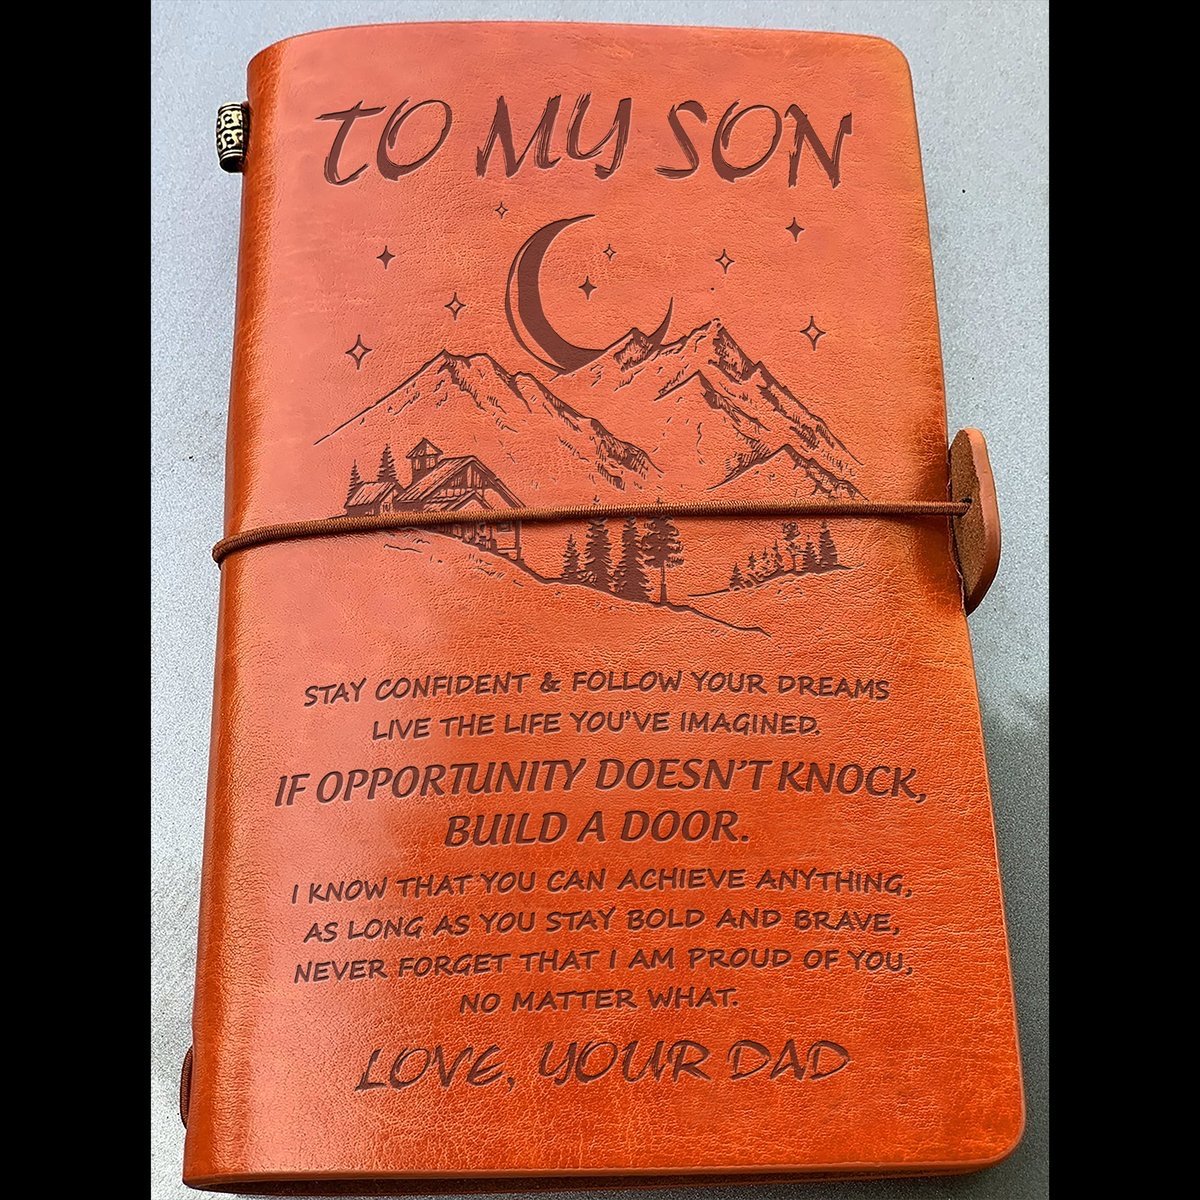 TO MY SON
STAY CONFIDENT & FOLLOW YOUR DREAMS
LIVE THE LIFE YOU'VE IMAGINED.
IF OPPORTUNITY DOESN'T KNOCK,
BUILD A DOOR.
I KNOW THAT YOU CAN ACHIEVE ANYTHING,
AS LONG AS YOU STAY BOLD AND BRAVE,
NEVER FORGET THAT I AM PROUD OF YOU,
NO MATTER WHAT.
LOVE, YOUR DAD